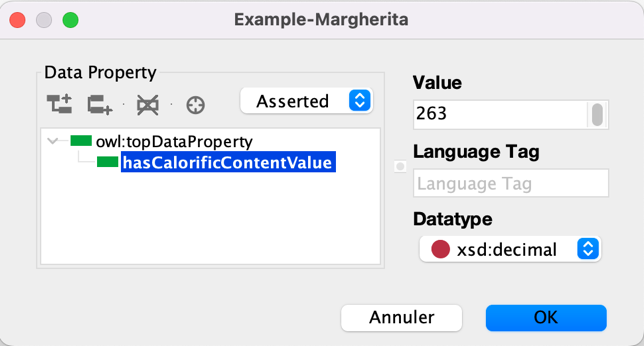 Example-Margherita
Data Property
Asserted
owl:topDataProperty
hasCalorificContentValue
Value
263
Language Tag
Language Tag
Datatype
xsd:decimal
Annuler
OK